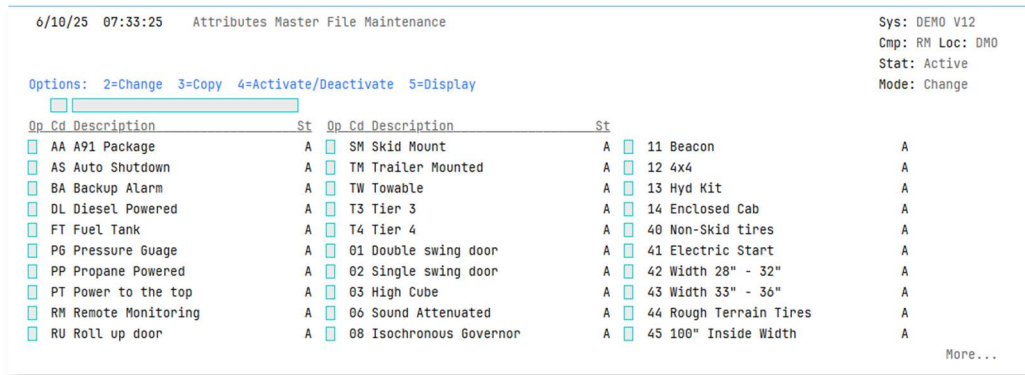 6/10/25 07:33:25 Attributes Master File Maintenance Sys: DEMO V12
Cmp: RM Loc: DMO
Stat: Active
Options: 2=Change 3=Copy 4=Activate/Deactivate 5=Display Mode: Change
Op Cd Description St Op Cd Description St
AA A91 Package A SM Skid Mount A 11 Beacon A
AS Auto Shutdown A TM Trailer Mounted A 12 4x4 A
BA Backup Alarm A TW Towable A 13 Hyd Kit A
DL Diesel Powered A T3 Tier 3 A 14 Enclosed Cab A
FT Fuel Tank A T4 Tier 4 A 40 Non-Skid tires A
PG Pressure Guage A 01 Double swing door A 41 Electric Start A
PP Propane Powered A 02 Single swing door A 42 Width 28" - 32" A
PT Power to the top A 03 High Cube A 43 Width 33" - 36" A
RM Remote Monitoring A 06 Sound Attenuated A 44 Rough Terrain Tires A
RU Roll up door A 08 Isochronous Governor A 45 100" Inside Width A
More...